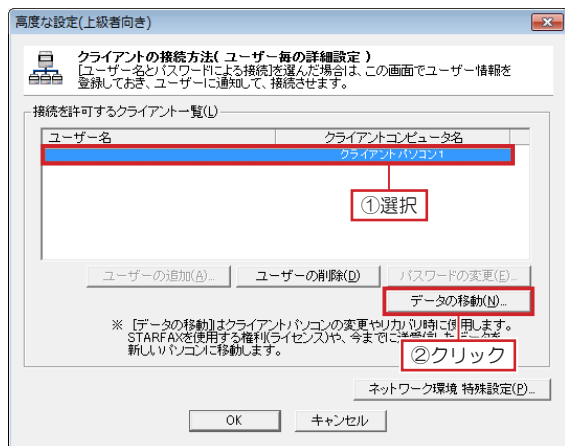 高度な設定(上級者向き)
クライアントの接続方法( ユーザー毎の詳細設定 )
[ユーザー名とパスワードによる接続]を選んだ場合は、この画面でユーザー情報を
登録しておき、ユーザーに通知して、接続させます。
接続を許可するクライアント一覧(L)
ユーザー名 クライアントコンピュータ名
クライアントパソコン1
①選択
ユーザーの追加(A)... ユーザーの削除(D) パスワードの変更(E)...
データの移動(N)...
※ [データの移動]はクライアントパソコンの変更やリカバリ時に使用します。
STARFAXを使用する権利(ライセンス)や、今までに送受信したデータを
新しいパソコンに移動します。
②クリック
ネットワーク環境 特殊設定(P)...
OK キャンセル